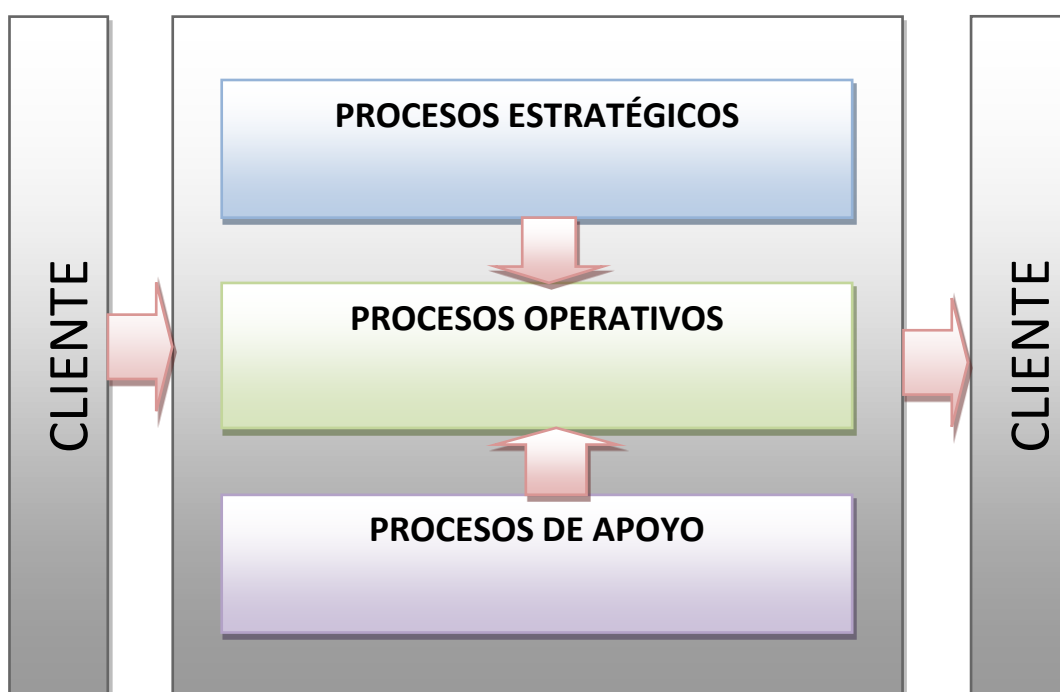 CLIENTE
PROCESOS ESTRATÉGICOS
PROCESOS OPERATIVOS
PROCESOS DE APOYO
CLIENTE